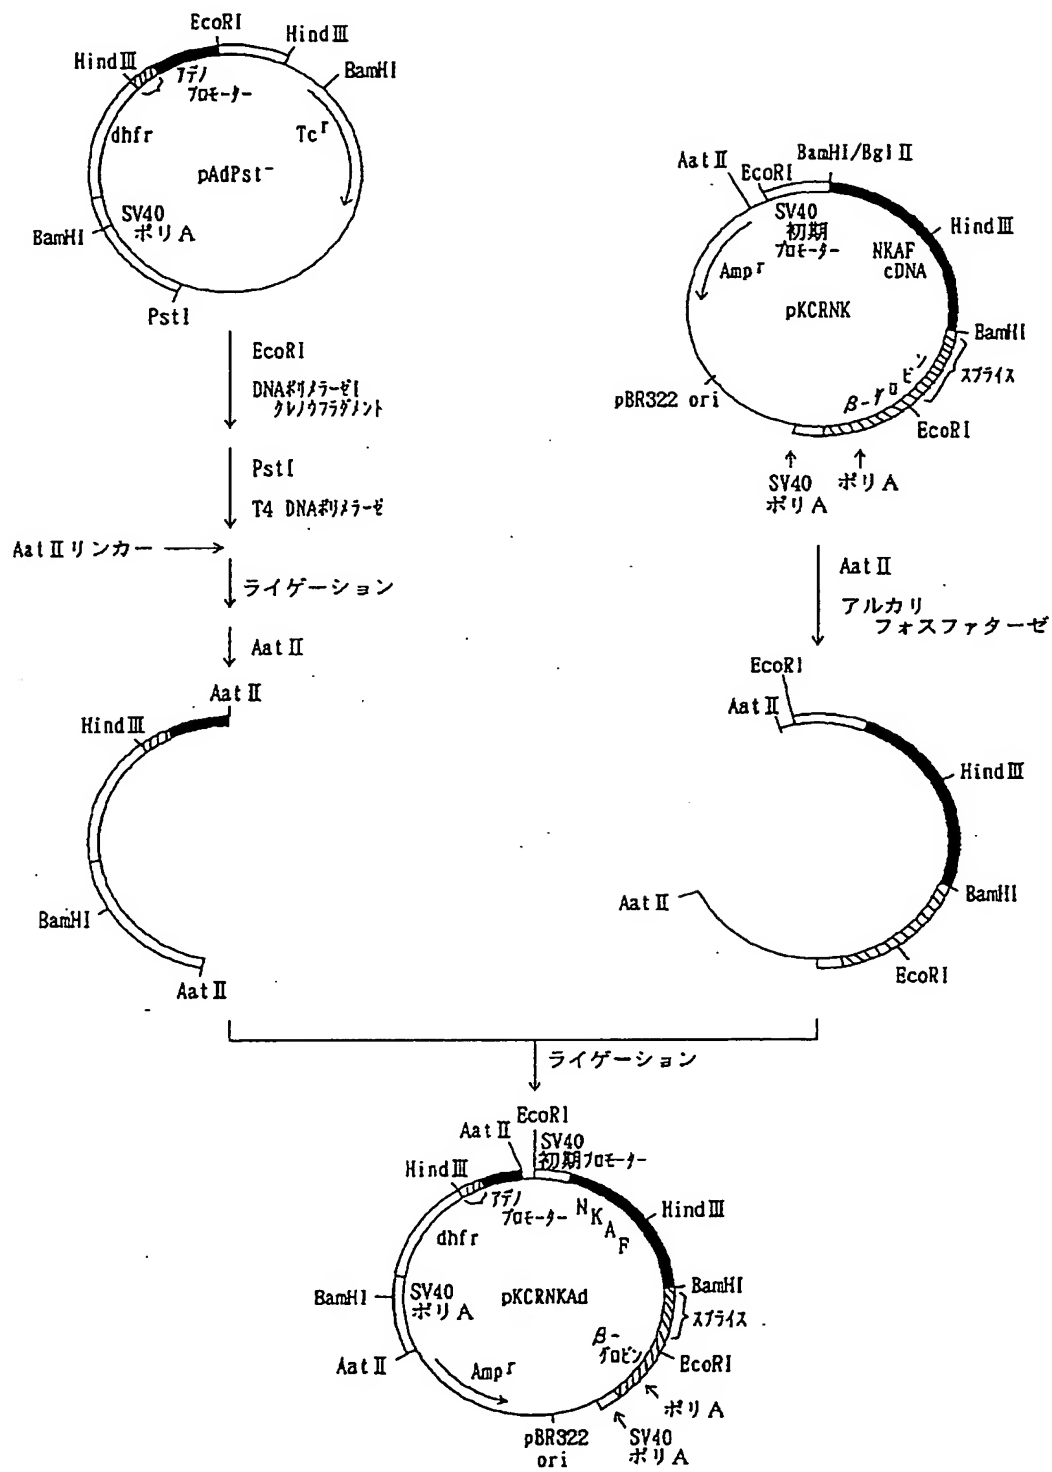 EcoRI
HindⅢ
HindⅢ
BamHI
アデノ
プロモーター
dhfr
Tcʳ
pAdPst⁻
SV40
ポリA
BamHI
PstI
EcoRI
DNAポリメラーゼI
クレノウフラグメント
PstI
T4 DNAポリメラーゼ
AatⅡリンカー
ライゲーション
AatⅡ
AatⅡ
HindⅢ
BamHI
AatⅡ
BamHI/BglⅡ
AatⅡ
EcoRI
SV40
初期
プロモーター
HindⅢ
NKAF
cDNA
Ampʳ
pKCRNK
BamHI
スプライス
pBR322 ori
β-グロビン
EcoRI
SV40
ポリA
ポリA
AatⅡ
アルカリ
フォスファターゼ
EcoRI
AatⅡ
HindⅢ
AatⅡ
BamHI
EcoRI
ライゲーション
EcoRI
AatⅡ
SV40
初期プロモーター
HindⅢ
アデノ
プロモーター
NKAF
HindⅢ
dhfr
BamHI
SV40
ポリA
pKCRNKAd
BamHI
スプライス
β-
グロビン
EcoRI
AatⅡ
Ampʳ
ポリA
pBR322
ori
SV40
ポリA